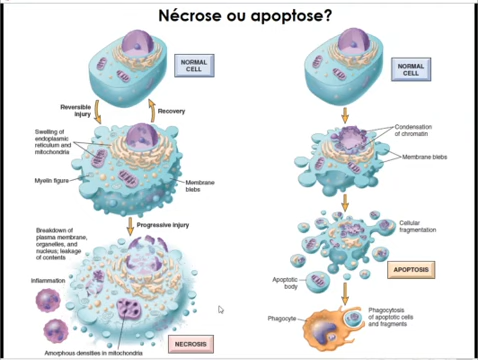 Nécrose ou apoptose?
NORMAL
CELL
Reversible
injury
Recovery
Swelling of
endoplasmic
reticulum and
mitochondria
Myelin figure
Membrane
blebs
Progressive injury
Breakdown of
plasma membrane,
organelles, and
nucleus; leakage
of contents
Inflammation
Amorphous densities in mitochondria
NECROSIS
NORMAL
CELL
Condensation
of chromatin
Membrane blebs
Cellular
fragmentation
APOPTOSIS
Apoptotic
body
Phagocyte
Phagocytosis
of apoptotic cells
and fragments